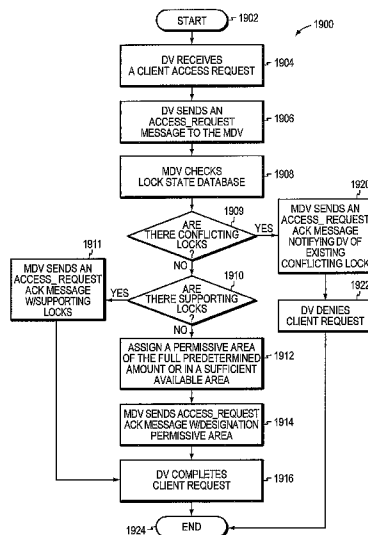 START
1902
1900
DV RECEIVES
A CLIENT ACCESS REQUEST
1904
DV SENDS AN
ACCESS_REQUEST
MESSAGE TO THE MDV
1906
MDV CHECKS
LOCK STATE DATABASE
1908
1909
ARE
THERE CONFLICTING
LOCKS
?
YES
NO
1920
MDV SENDS AN
ACCESS_REQUEST
ACK MESSAGE
NOTIFYING DV OF
EXISTING
CONFLICTING LOCK
1911
MDV SENDS AN
ACCESS_REQUEST
ACK MESSAGE
W/SUPPORTING
LOCKS
1910
ARE
THERE SUPPORTING
LOCKS
?
YES
NO
1922
DV DENIES
CLIENT REQUEST
ASSIGN A PERMISSIVE AREA
OF THE FULL PREDETERMINED
AMOUNT OR IN A SUFFICIENT
AVAILABLE AREA
1912
MDV SENDS ACCESS_REQUEST
ACK MESSAGE W/DESIGNATION
PERMISSIVE AREA
1914
DV COMPLETES
CLIENT REQUEST
1916
1924
END